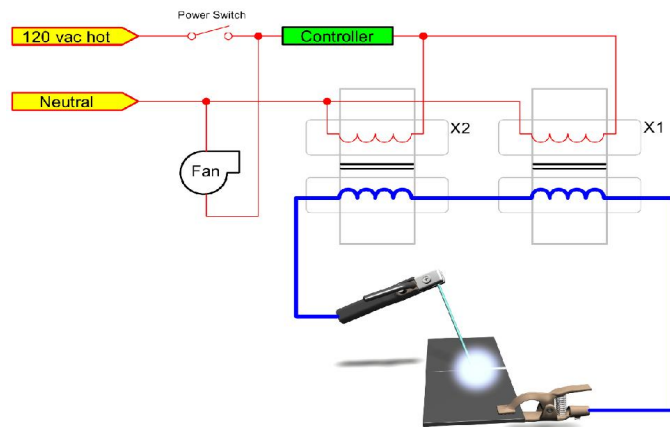 Power Switch
120 vac hot
Controller
Neutral
X2
X1
Fan